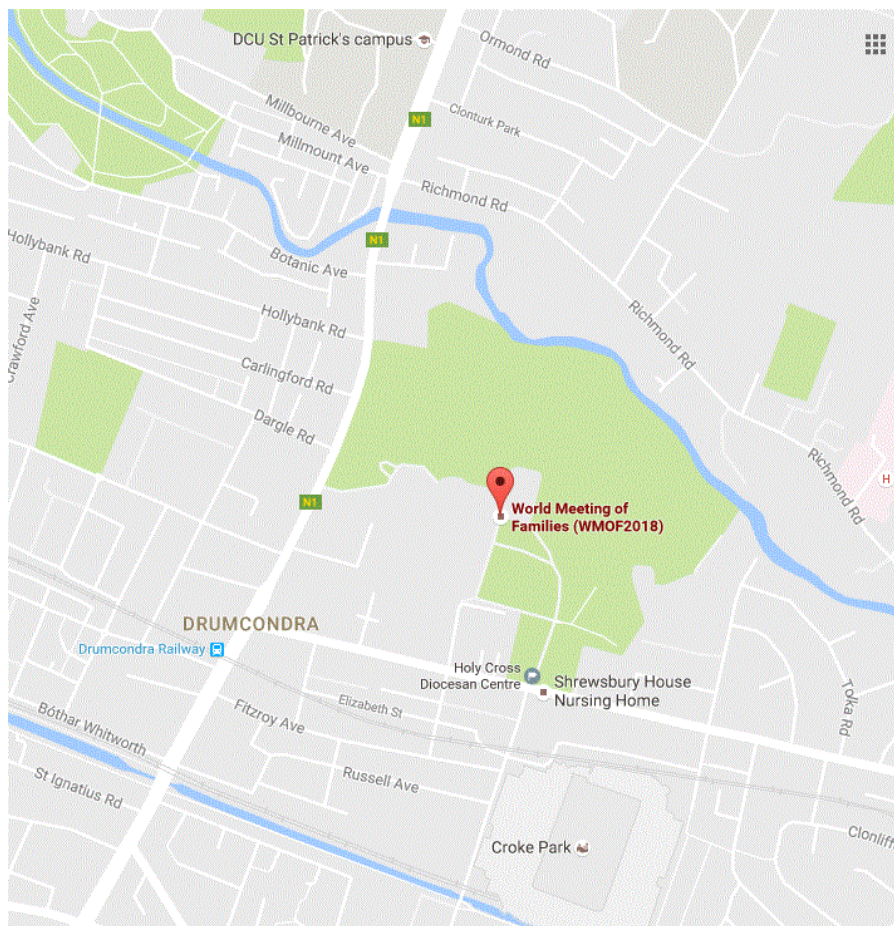 DCU St Patrick's campus
Ormond Rd
Millbourne Ave
N1
Clonturk Park
Millmount Ave
Richmond Rd
Hollybank Rd
N1
Botanic Ave
Crawford Ave
Hollybank Rd
Richmond Rd
Carlingford Rd
Dargle Rd
Richmond Rd
H
N1
World Meeting of
Families (WMOF2018)
DRUMCONDRA
Drumcondra Railway
Holy Cross
Diocesan Centre
Shrewsbury House
Nursing Home
Tolka Rd
Elizabeth St
Fitzroy Ave
Bóthar Whitworth
St Ignatius Rd
Russell Ave
Clonliff
Croke Park